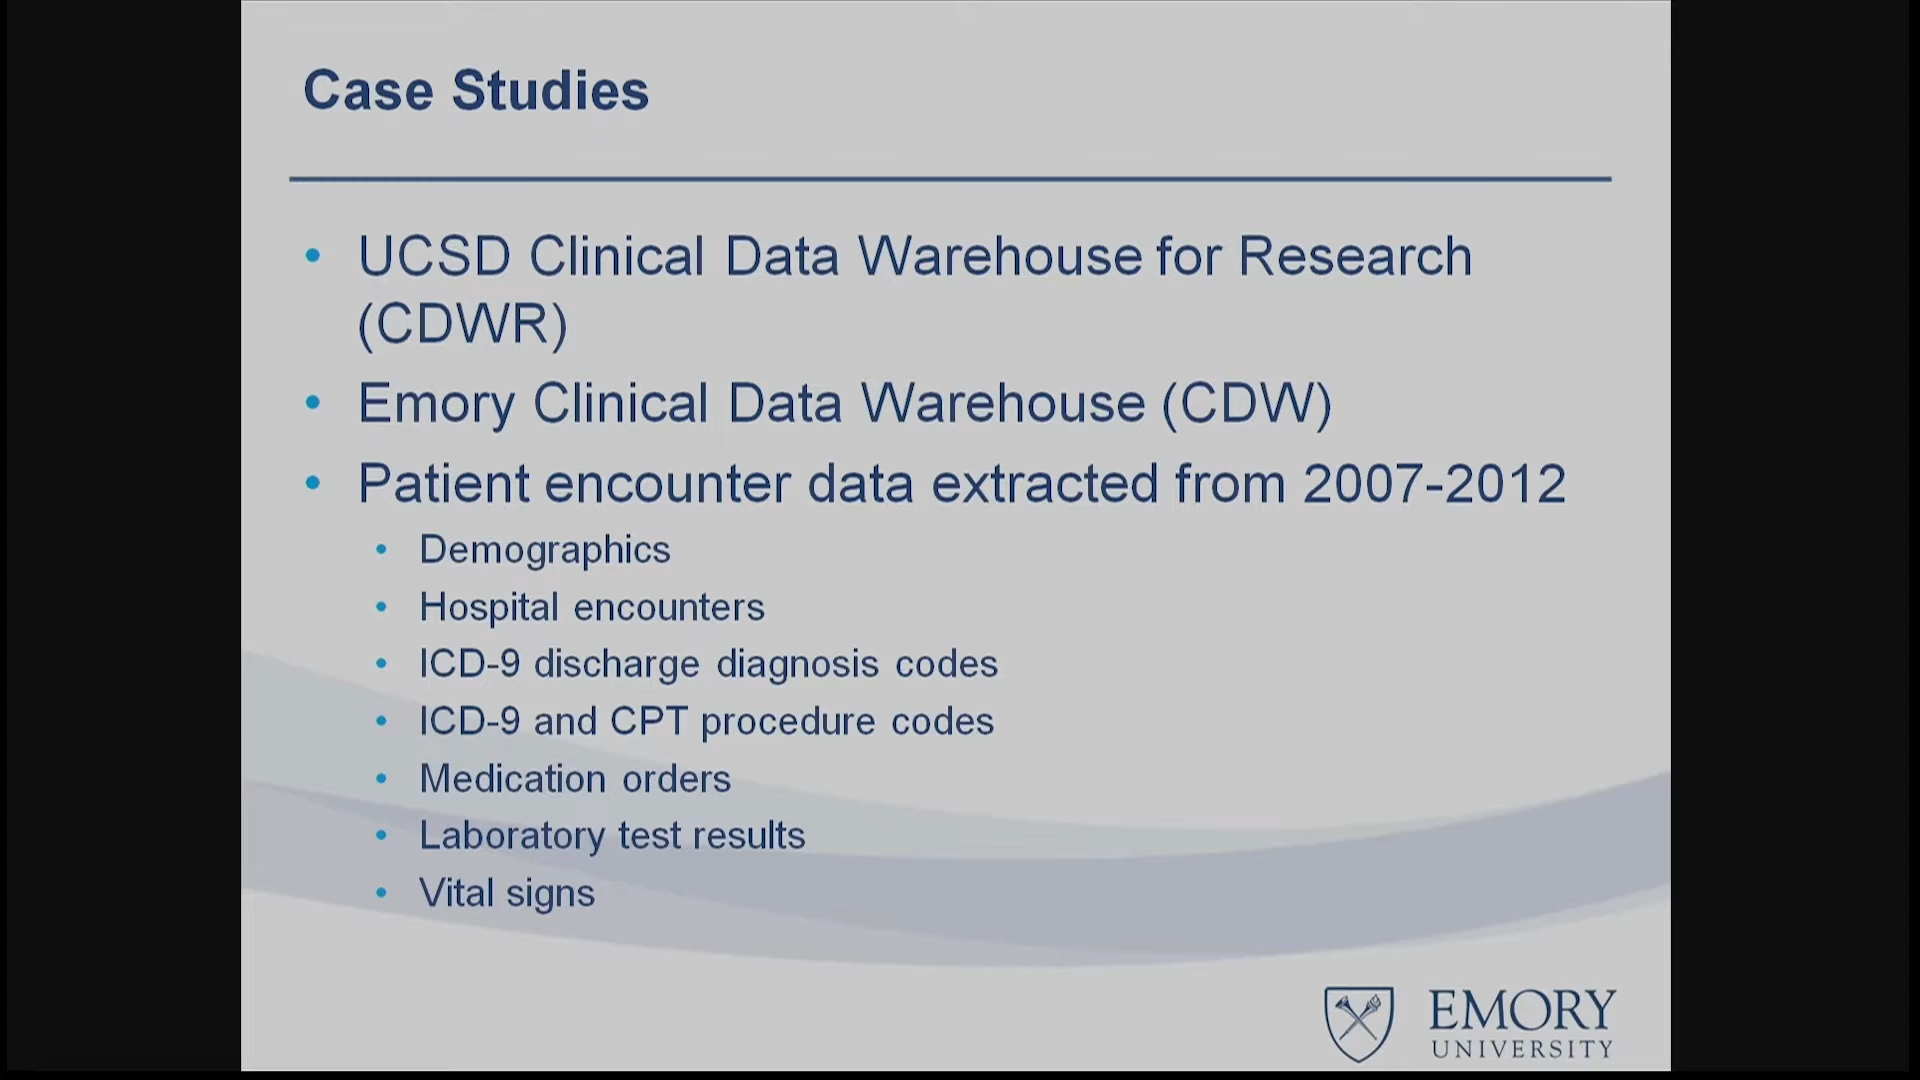 Case Studies
• UCSD Clinical Data Warehouse for Research
(CDWR)
• Emory Clinical Data Warehouse (CDW)
• Patient encounter data extracted from 2007-2012
• Demographics
• Hospital encounters
• ICD-9 discharge diagnosis codes
• ICD-9 and CPT procedure codes
• Medication orders
• Laboratory test results
• Vital signs
EMORY
UNIVERSITY